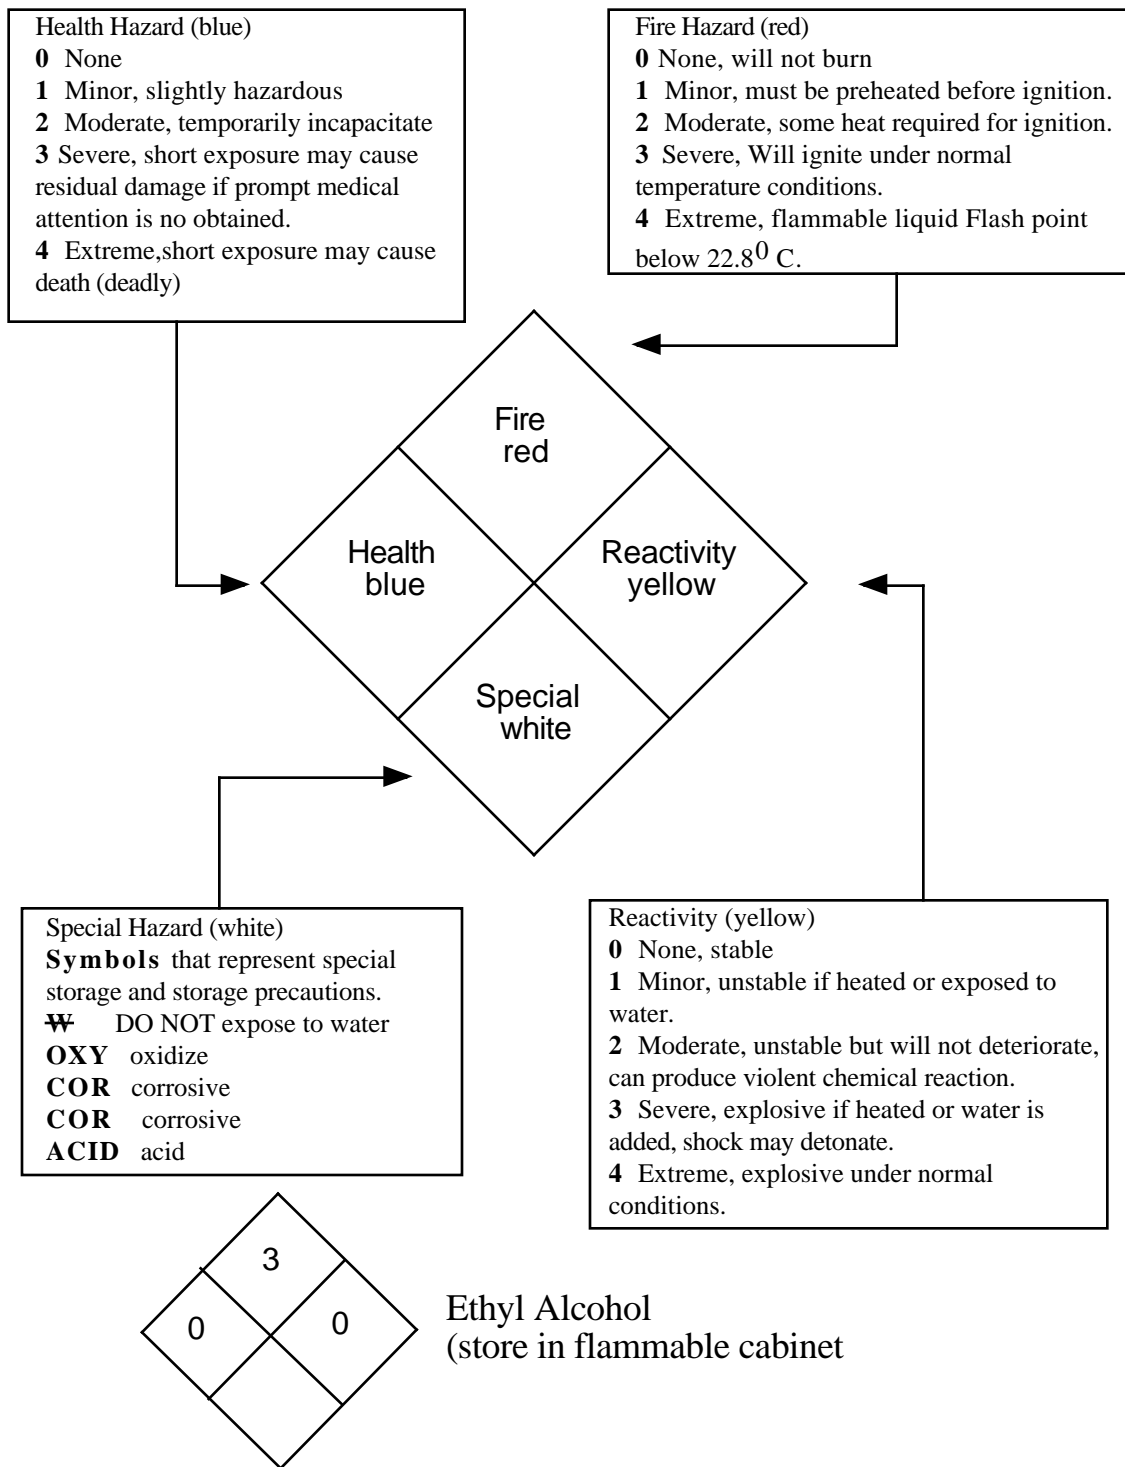 Health Hazard (blue)
0 None
1 Minor, slightly hazardous
2 Moderate, temporarily incapacitate
3 Severe, short exposure may cause
residual damage if prompt medical
attention is no obtained.
4 Extreme,short exposure may cause
death (deadly)
Fire Hazard (red)
0 None, will not burn
1 Minor, must be preheated before ignition.
2 Moderate, some heat required for ignition.
3 Severe, Will ignite under normal
temperature conditions.
4 Extreme, flammable liquid Flash point
below 22.8⁰ C.
Fire
red
Health
blue
Reactivity
yellow
Special
white
Special Hazard (white)
Symbols that represent special
storage and storage precautions.
W DO NOT expose to water
OXY oxidize
COR corrosive
COR corrosive
ACID acid
Reactivity (yellow)
0 None, stable
1 Minor, unstable if heated or exposed to
water.
2 Moderate, unstable but will not deteriorate,
can produce violent chemical reaction.
3 Severe, explosive if heated or water is
added, shock may detonate.
4 Extreme, explosive under normal
conditions.
3
0
0
Ethyl Alcohol
(store in flammable cabinet